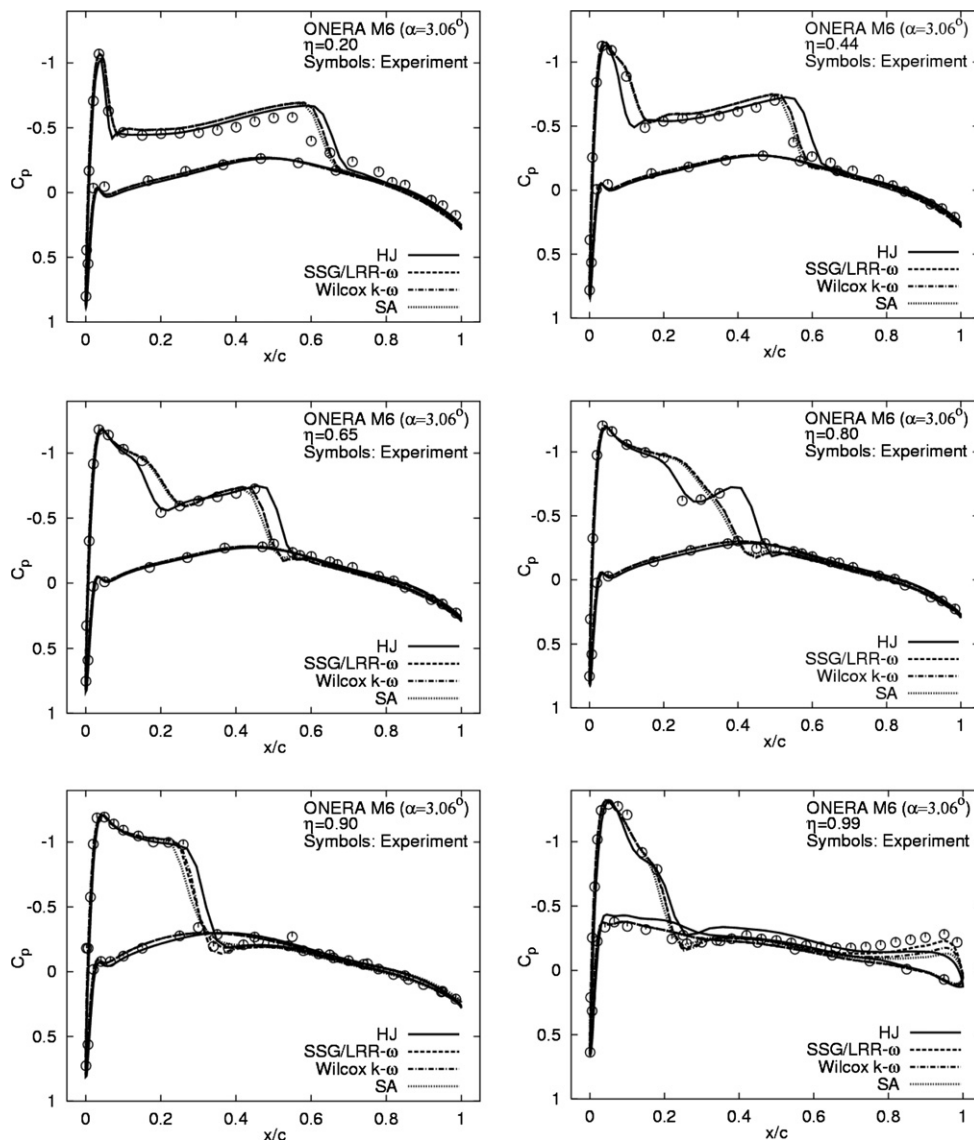 ONERA M6 (α=3.06°)
η=0.20
Symbols: Experiment
-1
-0.5
0
0.5
1
Cp
HJ
SSG/LRR-ω
Wilcox k-ω
SA
0 0.2 0.4 0.6 0.8 1
x/c
ONERA M6 (α=3.06°)
η=0.44
Symbols: Experiment
-1
-0.5
0
0.5
1
Cp
HJ
SSG/LRR-ω
Wilcox k-ω
SA
0 0.2 0.4 0.6 0.8 1
x/c
ONERA M6 (α=3.06°)
η=0.65
Symbols: Experiment
-1
-0.5
0
0.5
1
Cp
HJ
SSG/LRR-ω
Wilcox k-ω
SA
0 0.2 0.4 0.6 0.8 1
x/c
ONERA M6 (α=3.06°)
η=0.80
Symbols: Experiment
-1
-0.5
0
0.5
1
Cp
HJ
SSG/LRR-ω
Wilcox k-ω
SA
0 0.2 0.4 0.6 0.8 1
x/c
ONERA M6 (α=3.06°)
η=0.90
Symbols: Experiment
-1
-0.5
0
0.5
1
Cp
HJ
SSG/LRR-ω
Wilcox k-ω
SA
0 0.2 0.4 0.6 0.8 1
x/c
ONERA M6 (α=3.06°)
η=0.99
Symbols: Experiment
-1
-0.5
0
0.5
1
Cp
HJ
SSG/LRR-ω
Wilcox k-ω
SA
0 0.2 0.4 0.6 0.8 1
x/c